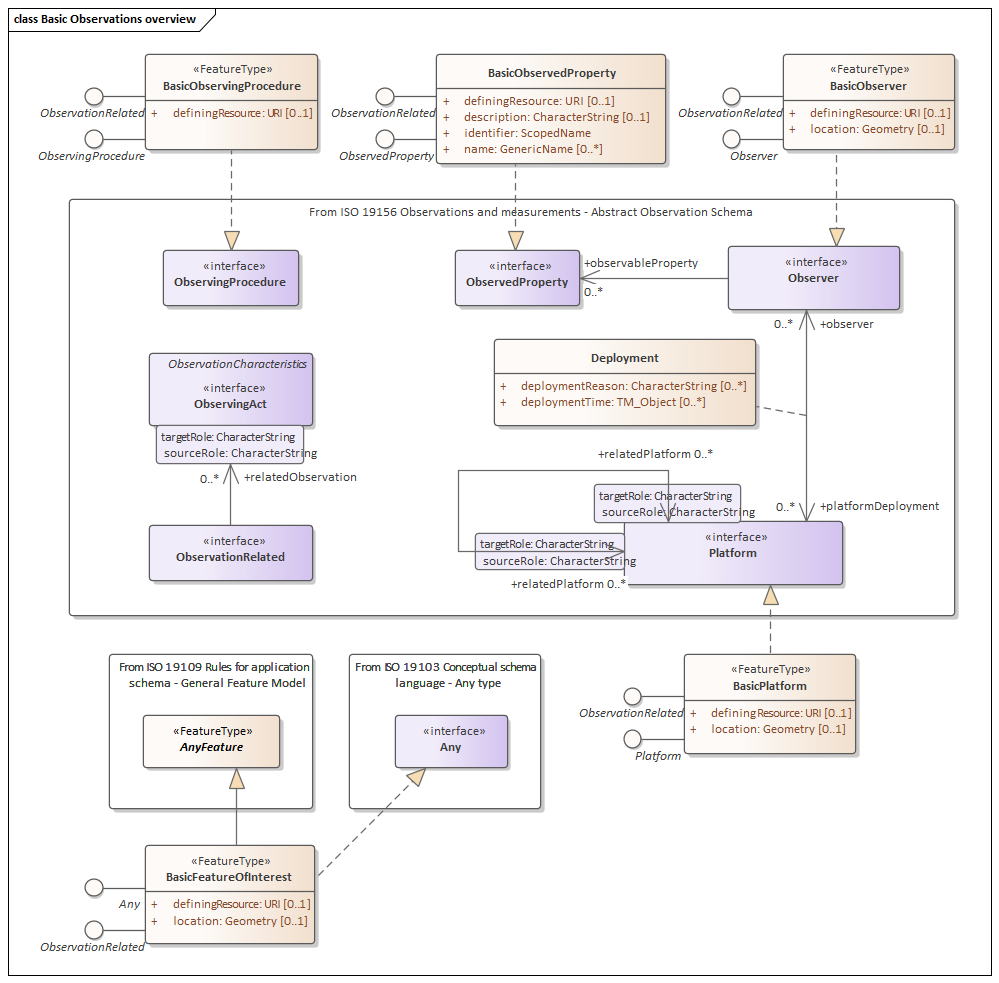 class Basic Observations overview
«FeatureType»
BasicObservingProcedure
+ definingResource: URI [0..1]
ObservationRelated
ObservingProcedure
BasicObservedProperty
+ definingResource: URI [0..1]
+ description: CharacterString [0..1]
+ identifier: ScopedName
+ name: GenericName [0..*]
ObservationRelated
ObservedProperty
«FeatureType»
BasicObserver
+ definingResource: URI [0..1]
+ location: Geometry [0..1]
ObservationRelated
Observer
From ISO 19156 Observations and measurements - Abstract Observation Schema
«interface»
ObservingProcedure
«interface»
ObservedProperty
+observableProperty
0..*
«interface»
Observer
0..*
+observer
Deployment
+ deploymentReason: CharacterString [0..*]
+ deploymentTime: TM_Object [0..*]
ObservationCharacteristics
«interface»
ObservingAct
targetRole: CharacterString
sourceRole: CharacterString
0..*
+relatedObservation
«interface»
ObservationRelated
+relatedPlatform 0..*
targetRole: CharacterString
sourceRole: CharacterString
0..*
+platformDeployment
targetRole: CharacterString
sourceRole: CharacterString
+relatedPlatform 0..*
«interface»
Platform
From ISO 19109 Rules for application
schema - General Feature Model
«FeatureType»
AnyFeature
From ISO 19103 Conceptual schema
language - Any type
«interface»
Any
«FeatureType»
BasicPlatform
+ definingResource: URI [0..1]
+ location: Geometry [0..1]
ObservationRelated
Platform
«FeatureType»
BasicFeatureOfInterest
+ definingResource: URI [0..1]
+ location: Geometry [0..1]
Any
ObservationRelated